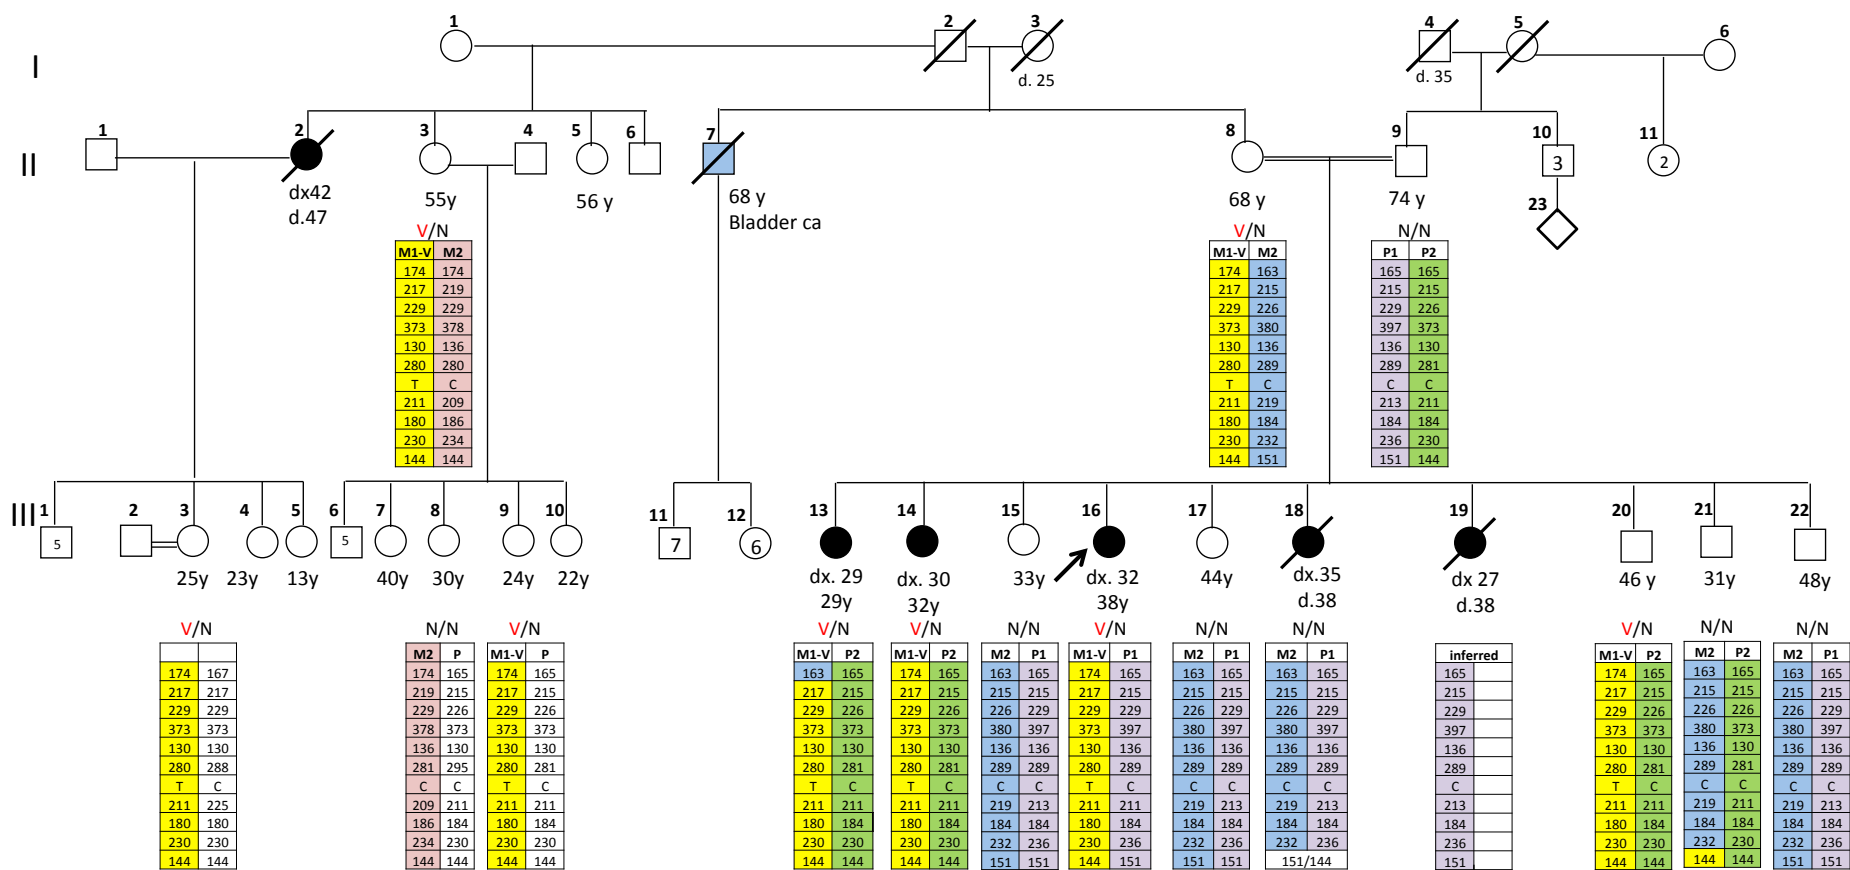 1 2 3 4 5 6
I
d. 25 d. 35
1 2 3 4 5 6 7 8 9 10 11
II
3 2
dx42 55y 56 y 68 y 68 y 74 y 23
d.47 Bladder ca
V/N V/N N/N
M1-V M2 M1-V M2 P1 P2
174 174 174 163 165 165
217 219 217 215 215 215
229 229 229 226 229 226
373 378 373 380 397 373
130 136 130 136 136 130
280 280 280 289 289 281
T C T C C C
211 209 211 219 213 211
180 186 180 184 184 184
230 234 230 232 236 230
144 144 144 151 151 144
III 1 2 3 4 5 6 7 8 9 10 11 12 13 14 15 16 17 18 19 20 21 22
5 5 7 6
25y 23y 13y 40y 30y 24y 22y dx. 29 dx. 30 33y dx. 32 44y dx.35 dx 27 46 y 31y 48y
29y 32y 38y d.38 d.38
V/N N/N V/N V/N V/N N/N V/N N/N N/N V/N N/N N/N
M2 P M1-V P M1-V P2 M1-V P2 M2 P1 M1-V P1 M2 P1 M2 P1 inferred M1-V P2 M2 P2 M2 P1
174 167 174 165 174 165 163 165 174 165 163 165 174 165 163 165 163 165 165 174 165 163 165 163 165
217 217 219 215 217 215 217 215 217 215 215 215 217 215 215 215 215 215 215 217 215 215 215 215 215
229 229 229 226 229 226 229 226 229 226 226 229 229 229 226 229 226 229 229 229 226 226 226 226 229
373 373 378 373 373 373 373 373 373 373 380 397 373 397 380 397 380 397 397 373 373 380 373 380 397
130 130 136 130 130 130 130 130 130 130 136 136 130 136 136 136 136 136 136 130 130 136 130 136 136
280 288 281 295 280 281 280 281 280 281 289 289 280 289 289 289 289 289 289 280 281 289 281 289 289
T C C C T C T C T C C C T C C C C C C T C C C C C
211 225 209 211 211 211 211 211 211 211 219 213 211 213 219 213 219 213 213 211 211 219 211 219 213
180 180 186 184 180 184 180 184 180 184 184 184 180 184 184 184 184 184 184 180 184 184 184 184 184
230 230 234 230 230 230 230 230 230 230 232 236 230 236 232 236 232 236 236 230 230 232 230 232 236
144 144 144 144 144 144 144 144 144 144 151 151 144 151 151 151 151/144 151 144 144 144 144 151 151